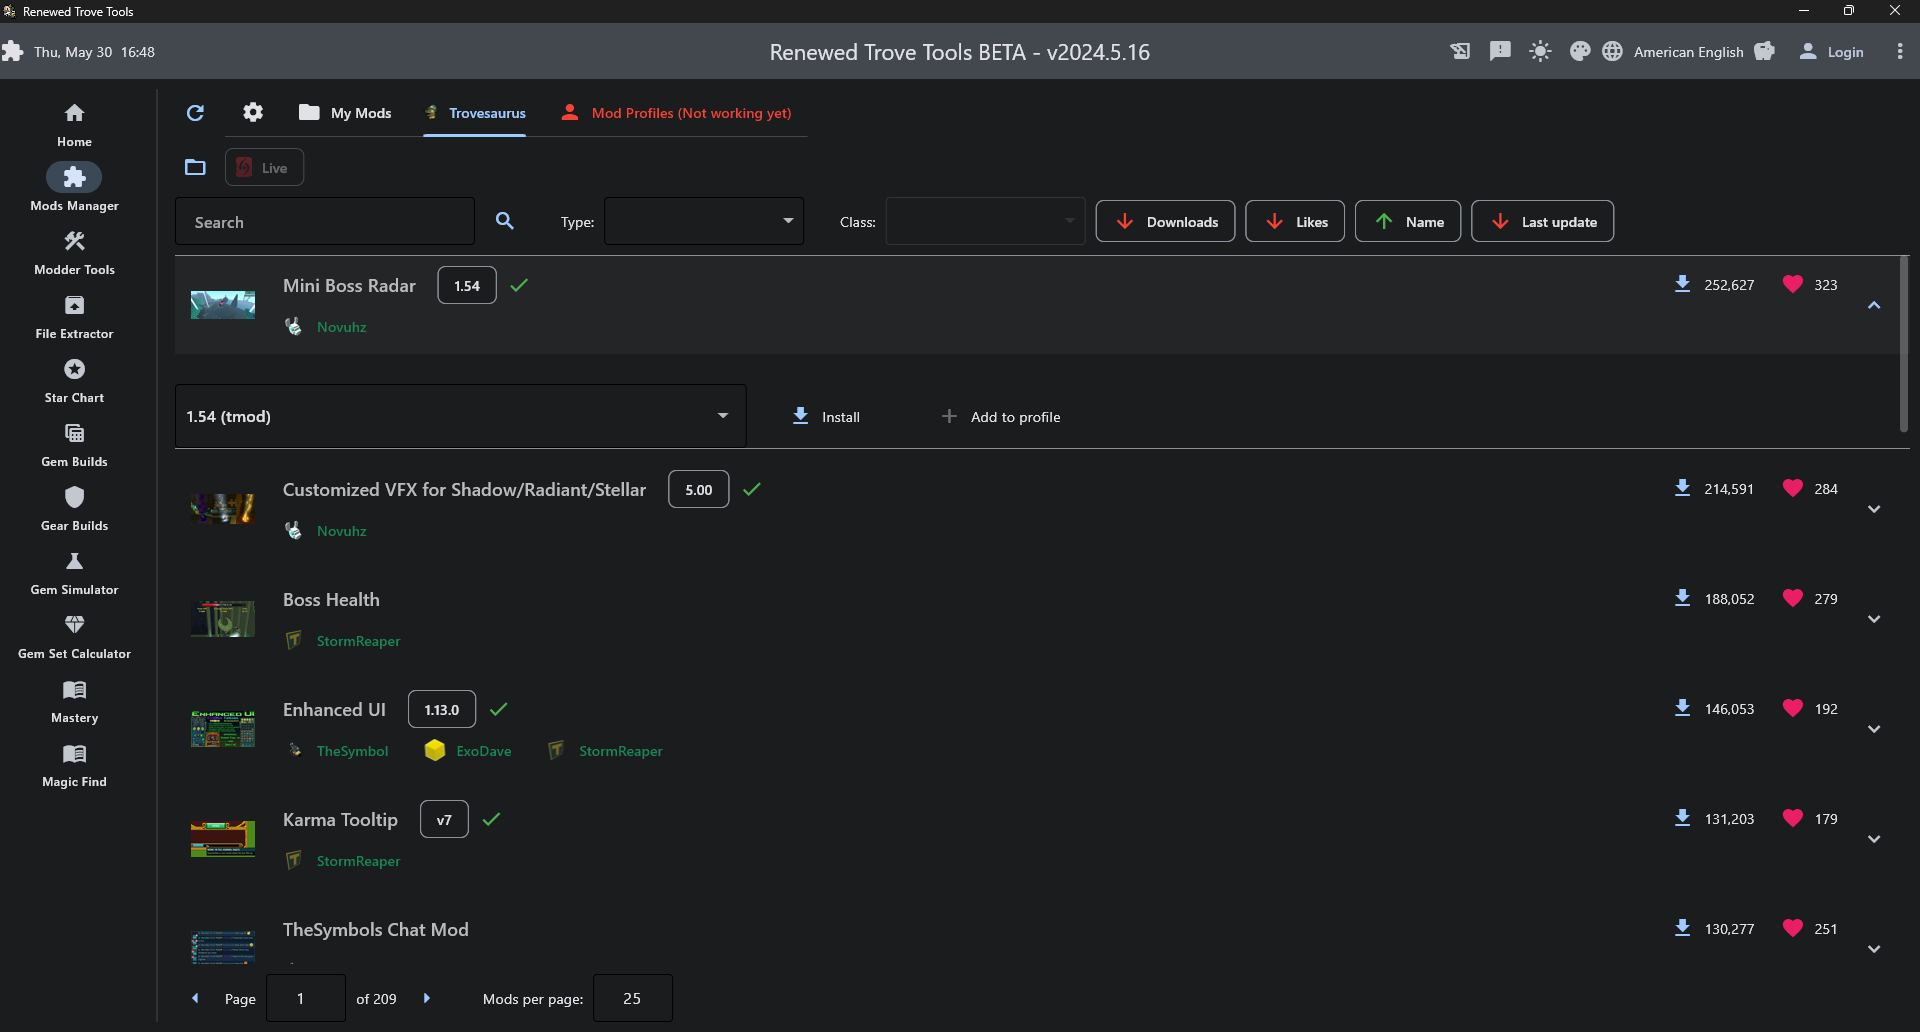 Renewed Trove Tools
Thu, May 30 16:48
Renewed Trove Tools BETA - v2024.5.16
American English
Login
Home
Mods Manager
Modder Tools
File Extractor
Star Chart
Gem Builds
Gear Builds
Gem Simulator
Gem Set Calculator
Mastery
Magic Find
My Mods
Trovesaurus
Mod Profiles (Not working yet)
Live
Search
Type:
Class:
Downloads
Likes
Name
Last update
Mini Boss Radar 1.54
252,627 323
Novuhz
1.54 (tmod)
Install
Add to profile
Customized VFX for Shadow/Radiant/Stellar 5.00
214,591 284
Novuhz
Boss Health
188,052 279
StormReaper
ENHANCED UI
Enhanced UI 1.13.0
146,053 192
TheSymbol ExoDave StormReaper
Karma Tooltip v7
131,203 179
StormReaper
TheSymbols Chat Mod
130,277 251
Page 1 of 209
Mods per page: 25